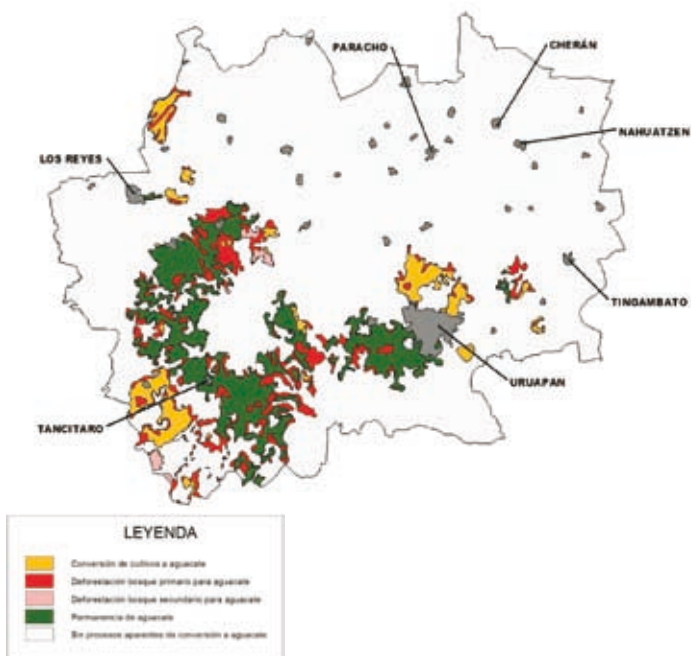 PARACHO
CHERÁN
NAHUATZEN
LOS REYES
TINGAMBATO
URUAPAN
TANCITARO
LEYENDA
Conversión de cultivo a aguacate
Deforestación bosque primario para aguacate
Deforestación bosque secundario para aguacate
Permanencia de aguacate
Sin procesos aparentes de conversión a aguacate